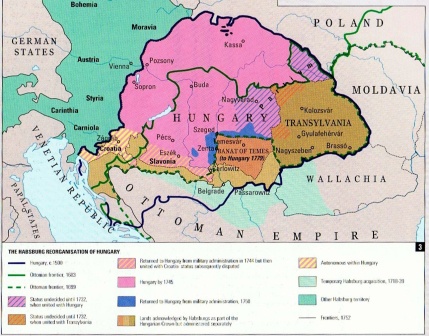 Bohemia
POLAND
Moravia
Kassa
GERMAN
STATES
Austria
Vienna
Pozsony
MOLDAVIA
Styria
Sopron
Buda
Nagyvárad
Carinthia
Kolozsvár
HUNGARY
TRANSYLVANIA
Carniola
Gyulafehérvár
Pécs
Szeged
Croatia
Eszék
Zenta
Temesvár
Nagyszeben
Brassó
BANAT OF TEMES
(to Hungary 1779)
Slavonia
Karlowitz
VENETIAN REPUBLIC
Belgrade
Passarowitz
WALLACHIA
PAPAL STATES
OTTOMAN EMPIRE
3
THE HABSBURG REORGANISATION OF HUNGARY
Hungary, c. 1500
Ottoman frontier, 1683
Ottoman frontier, 1699
Status undecided until 1732,
when united with Hungary
Status undecided until 1732,
when united with Transylvania
Returned to Hungary from military administration in 1744 but then
united with Croatia; status subsequently disputed
Hungary by 1745
Returned to Hungary from military administration, 1750
Lands acknowledged by Habsburgs as part of the
Hungarian Crown but administered separately
Autonomous within Hungary
Temporary Habsburg acquisition, 1718-39
Other Habsburg territory
Frontiers, 1752